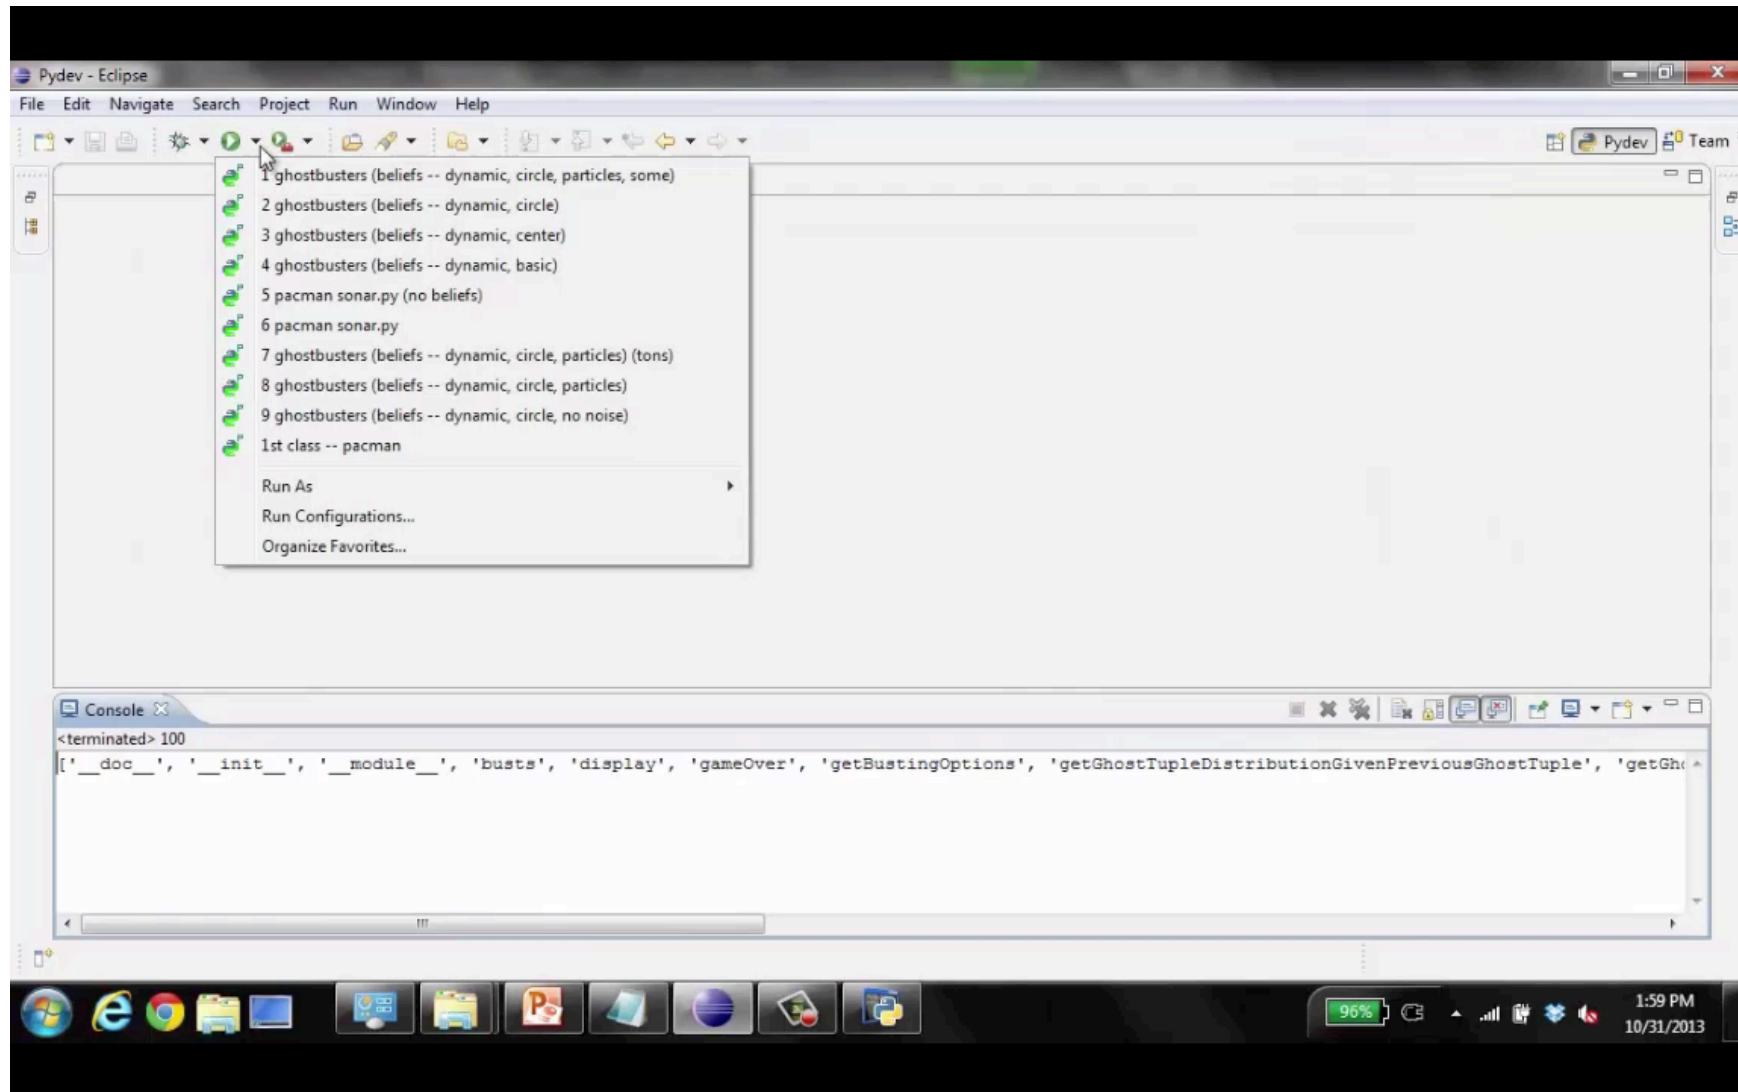 Pydev - Eclipse
File Edit Navigate Search Project Run Window Help
Pydev Team
1 ghostbusters (beliefs -- dynamic, circle, particles, some)
2 ghostbusters (beliefs -- dynamic, circle)
3 ghostbusters (beliefs -- dynamic, center)
4 ghostbusters (beliefs -- dynamic, basic)
5 pacman sonar.py (no beliefs)
6 pacman sonar.py
7 ghostbusters (beliefs -- dynamic, circle, particles) (tons)
8 ghostbusters (beliefs -- dynamic, circle, particles)
9 ghostbusters (beliefs -- dynamic, circle, no noise)
1st class -- pacman
Run As
Run Configurations...
Organize Favorites...
Console
<terminated> 100
['__doc__', '__init__', '__module__', 'busts', 'display', 'gameOver', 'getBustingOptions', 'getGhostTupleDistributionGivenPreviousGhostTuple', 'getGh
96%
1:59 PM
10/31/2013